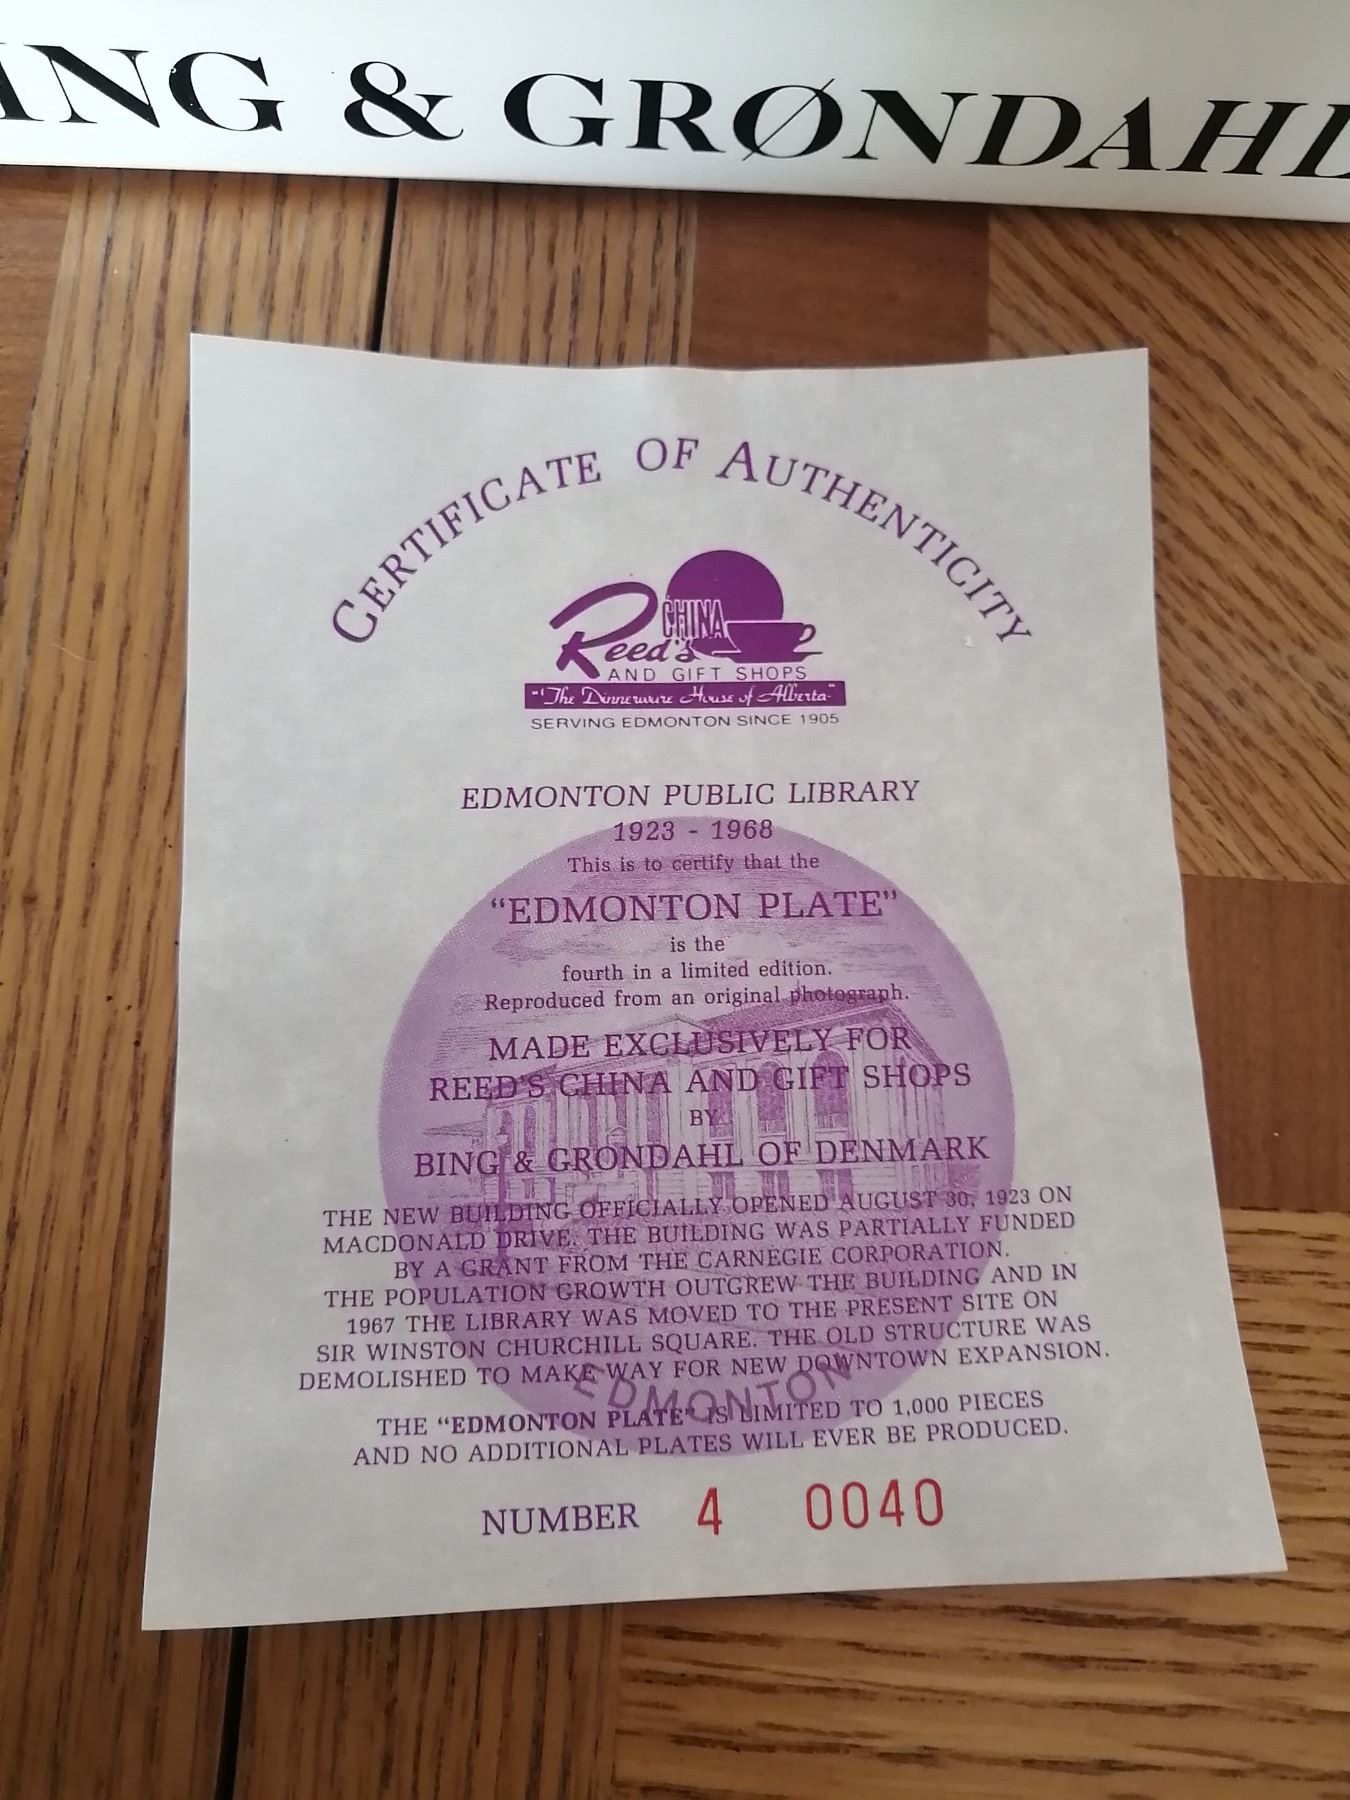 ING & GRØNDAHL
CERTIFICATE OF AUTHENTICITY
Reed's CHINA
AND GIFT SHOPS
"The Dinnerware House of Alberta"
SERVING EDMONTON SINCE 1905
EDMONTON PUBLIC LIBRARY
1923 - 1968
This is to certify that the
"EDMONTON PLATE"
is the
fourth in a limited edition.
Reproduced from an original photograph.
MADE EXCLUSIVELY FOR
REED'S CHINA AND GIFT SHOPS
BY
BING & GRONDAHL OF DENMARK
THE NEW BUILDING OFFICIALLY OPENED AUGUST 30, 1923 ON
MACDONALD DRIVE. THE BUILDING WAS PARTIALLY FUNDED
BY A GRANT FROM THE CARNEGIE CORPORATION.
THE POPULATION GROWTH OUTGREW THE BUILDING AND IN
1967 THE LIBRARY WAS MOVED TO THE PRESENT SITE ON
SIR WINSTON CHURCHILL SQUARE. THE OLD STRUCTURE WAS
DEMOLISHED TO MAKE WAY FOR NEW DOWNTOWN EXPANSION.
EDMONTON
THE "EDMONTON PLATE" IS LIMITED TO 1,000 PIECES
AND NO ADDITIONAL PLATES WILL EVER BE PRODUCED.
NUMBER 4 0040